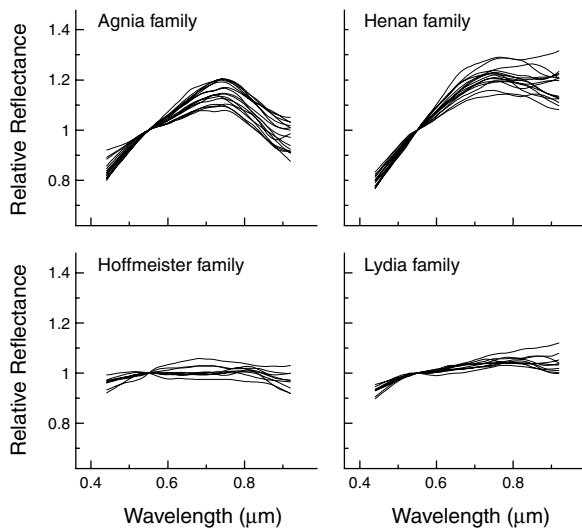 Agnia family
Henan family
Relative Reflectance
1.4
1.2
1
0.8
Hoffmeister family
Lydia family
Relative Reflectance
1.4
1.2
1
0.8
0.4 0.6 0.8
0.4 0.6 0.8
Wavelength (μm)
Wavelength (μm)